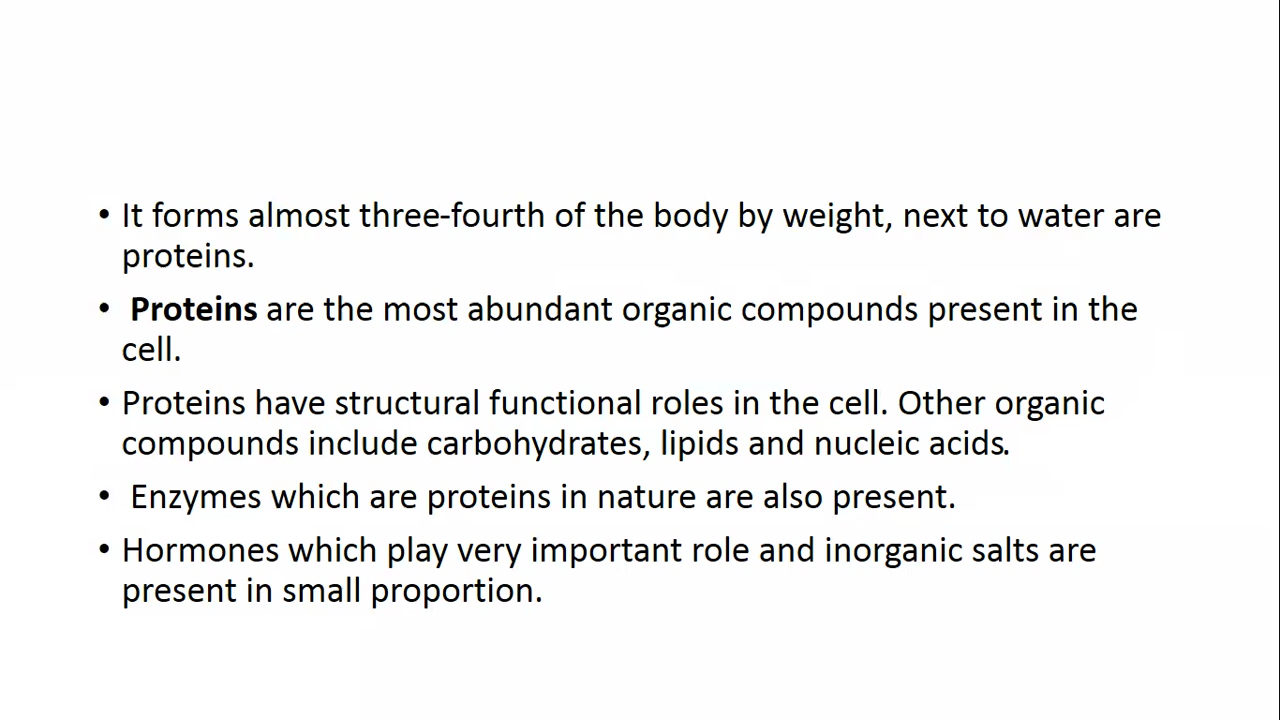 • It forms almost three-fourth of the body by weight, next to water are
proteins.
• Proteins are the most abundant organic compounds present in the
cell.
• Proteins have structural functional roles in the cell. Other organic
compounds include carbohydrates, lipids and nucleic acids.
• Enzymes which are proteins in nature are also present.
• Hormones which play very important role and inorganic salts are
present in small proportion.